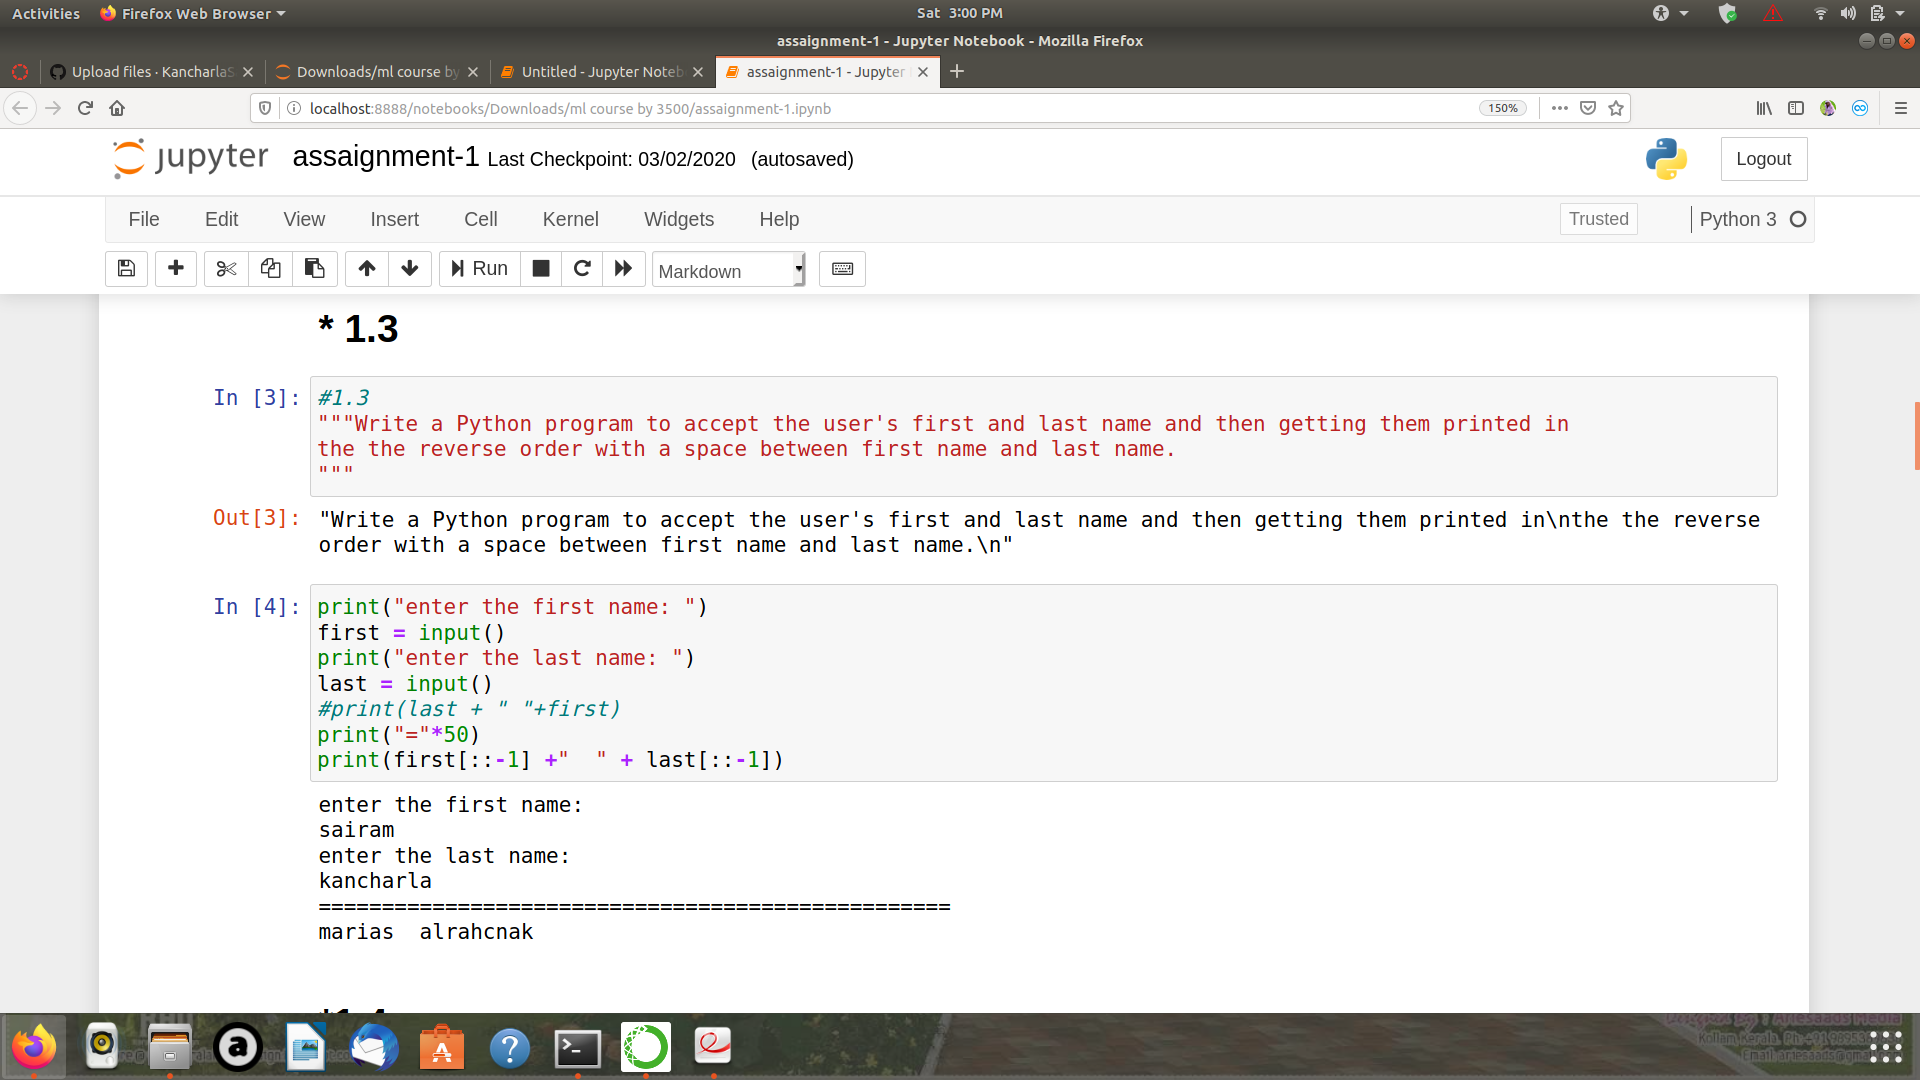 Activities Firefox Web Browser Sat 3:00 PM
assaignment-1 - Jupyter Notebook - Mozilla Firefox
Upload files · KancharlaS Downloads/ml course by Untitled - Jupyter Noteb assaignment-1 - Jupyter
localhost:8888/notebooks/Downloads/ml course by 3500/assaignment-1.ipynb 150%
jupyter assaignment-1 Last Checkpoint: 03/02/2020 (autosaved) Logout
File Edit View Insert Cell Kernel Widgets Help Trusted Python 3
Run Markdown
* 1.3
In [3]: #1.3
"""Write a Python program to accept the user's first and last name and then getting them printed in
the the reverse order with a space between first name and last name.
"""
Out[3]: "Write a Python program to accept the user's first and last name and then getting them printed in\nthe the reverse
order with a space between first name and last name.\n"
In [4]: print("enter the first name: ")
first = input()
print("enter the last name: ")
last = input()
#print(last + " "+first)
print("="*50)
print(first[::-1] +"  " + last[::-1])
enter the first name:
sairam
enter the last name:
kancharla
==================================================
marias  alrahcnak
*1.4